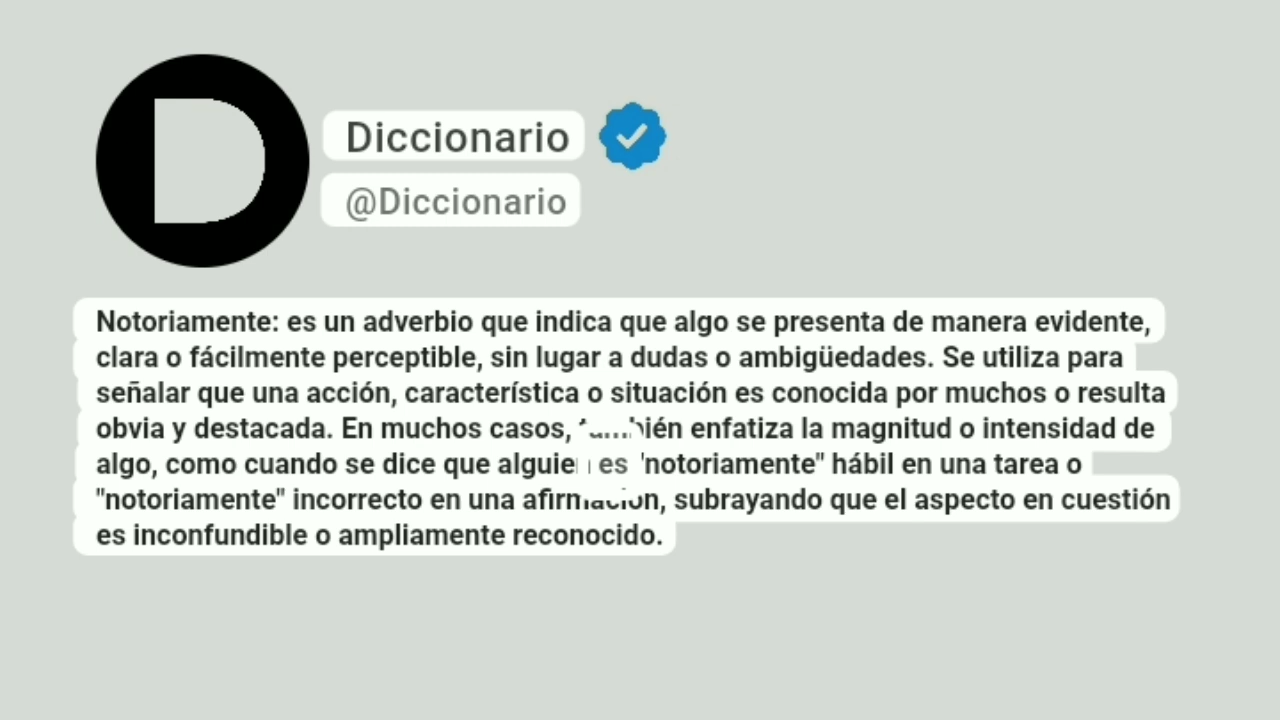 D
Diccionario
@Diccionario
Notoriamente: es un adverbio que indica que algo se presenta de manera evidente,
clara o fácilmente perceptible, sin lugar a dudas o ambigüedades. Se utiliza para
señalar que una acción, característica o situación es conocida por muchos o resulta
obvia y destacada. En muchos casos, también enfatiza la magnitud o intensidad de
algo, como cuando se dice que alguien es "notoriamente" hábil en una tarea o
"notoriamente" incorrecto en una afirmación, subrayando que el aspecto en cuestión
es inconfundible o ampliamente reconocido.